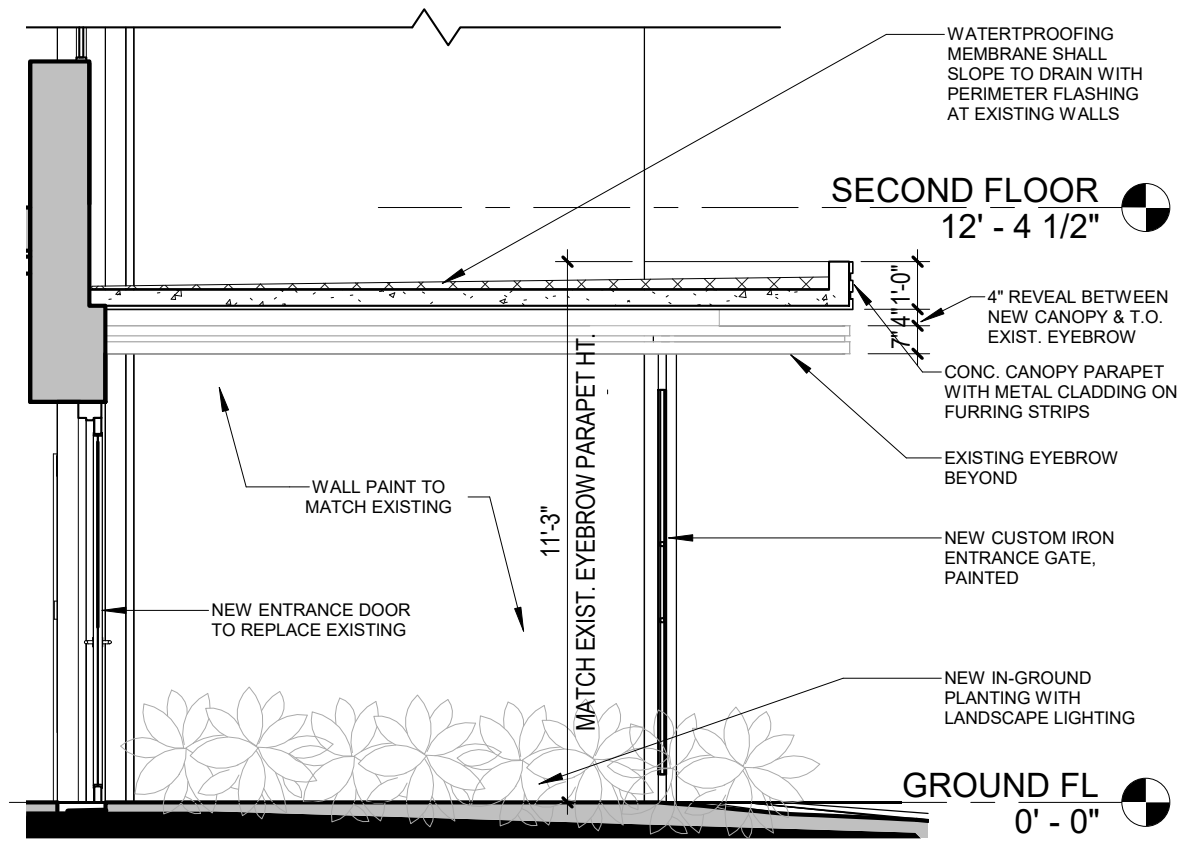 WATERTPROOFING
MEMBRANE SHALL
SLOPE TO DRAIN WITH
PERIMETER FLASHING
AT EXISTING WALLS
SECOND FLOOR
12' - 4 1/2"
1'-0"
4"
7"
4" REVEAL BETWEEN
NEW CANOPY & T.O.
EXIST. EYEBROW
CONC. CANOPY PARAPET
WITH METAL CLADDING ON
FURRING STRIPS
EXISTING EYEBROW
BEYOND
WALL PAINT TO
MATCH EXISTING
11'-3"
MATCH EXIST. EYEBROW PARAPET HT.
NEW CUSTOM IRON
ENTRANCE GATE,
PAINTED
NEW ENTRANCE DOOR
TO REPLACE EXISTING
NEW IN-GROUND
PLANTING WITH
LANDSCAPE LIGHTING
GROUND FL
0' - 0"